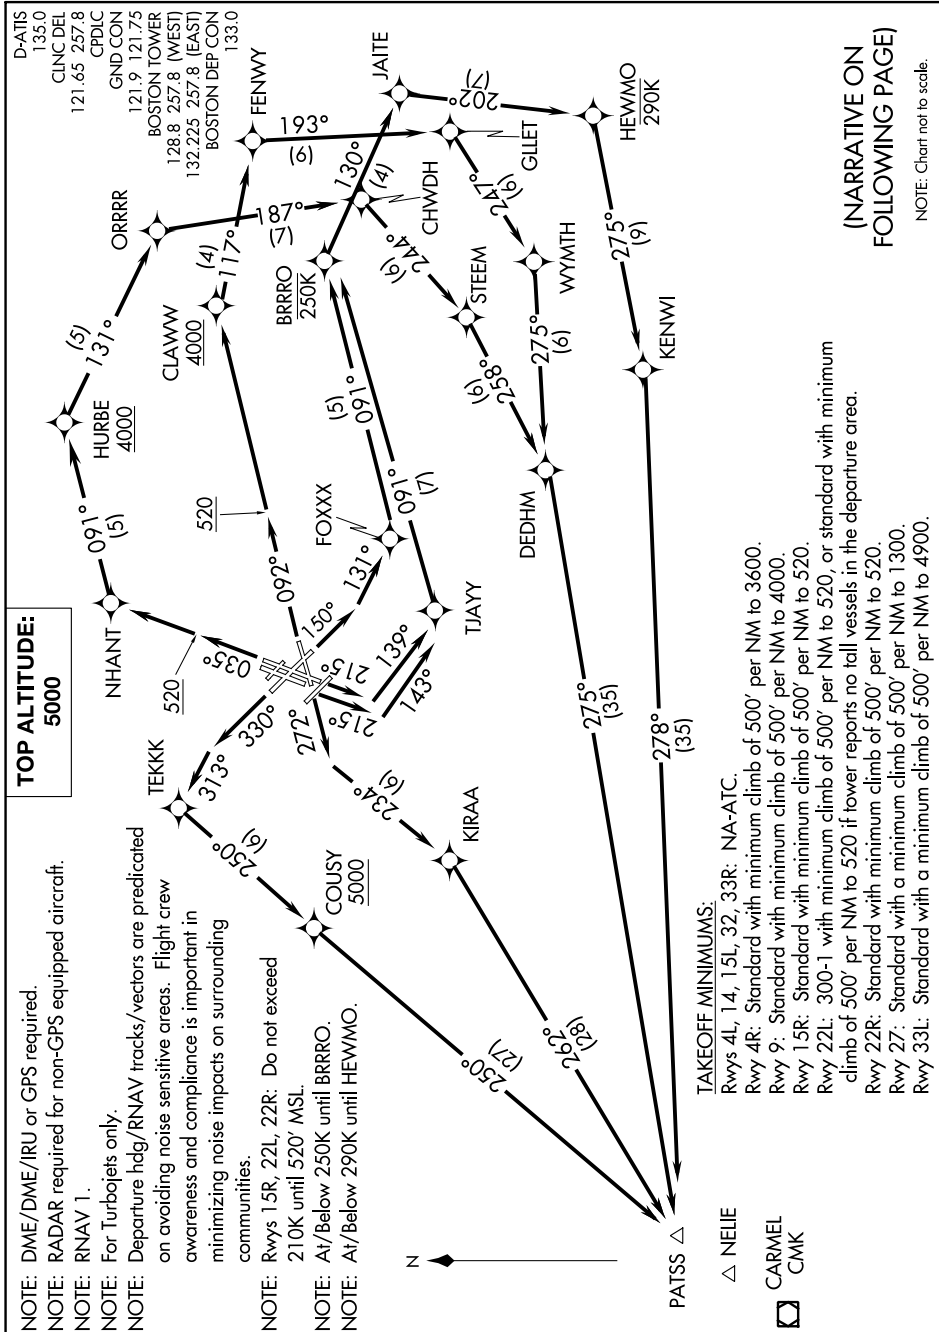 D-ATIS
135.0
CLNC DEL
121.65 257.8
CPDLC
GND CON
121.9 121.75
BOSTON TOWER
128.8 257.8 (WEST)
132.225 257.8 (EAST)
BOSTON DEP CON
133.0
TOP ALTITUDE:
5000
NOTE: DME/DME/IRU or GPS required.
NOTE: RADAR required for non-GPS equipped aircraft.
NOTE: RNAV 1.
NOTE: For Turbojets only.
NOTE: Departure hdg/RNAV tracks/vectors are predicated
on avoiding noise sensitive areas. Flight crew
awareness and compliance is important in
minimizing noise impacts on surrounding
communities.
NOTE: Rwys 15R, 22L, 22R: Do not exceed
210K until 520' MSL.
NOTE: At/Below 250K until BRRRO.
NOTE: At/Below 290K until HEWMO.
NHANT
035°
520
091°
(5)
HURBE
4000
131°
(5)
ORRRR
187°
(7)
CHWDH
244°
(6)
STEEM
258°
(6)
DEDHM
275°
(35)
092°
520
CLAWW
4000
117°
(4)
FENWY
193°
(6)
GLLET
247°
(6)
WYMTH
275°
(6)
150°
131°
FOXXX
091°
(5)
BRRRO
250K
130°
(4)
JAITE
202°
(7)
HEWMO
290K
275°
(9)
KENWI
278°
(35)
215°
139°
215°
143°
TJAYY
091°
(7)
272°
234°
(6)
KIRAA
262°
(28)
330°
313°
TEKKK
250°
(6)
COUSY
5000
250°
(27)
N
PATSS
NELIE
CARMEL
CMK
TAKEOFF MINIMUMS:
Rwys 4L, 14, 15L, 32, 33R: NA-ATC.
Rwy 4R: Standard with minimum climb of 500' per NM to 3600.
Rwy 9: Standard with minimum climb of 500' per NM to 4000.
Rwy 15R: Standard with minimum climb of 500' per NM to 520.
Rwy 22L: 300-1 with minimum climb of 500' per NM to 520, or standard with minimum
climb of 500' per NM to 520 if tower reports no tall vessels in the departure area.
Rwy 22R: Standard with minimum climb of 500' per NM to 520.
Rwy 27: Standard with a minimum climb of 500' per NM to 1300.
Rwy 33L: Standard with a minimum climb of 500' per NM to 4900.
(NARRATIVE ON
FOLLOWING PAGE)
NOTE: Chart not to scale.